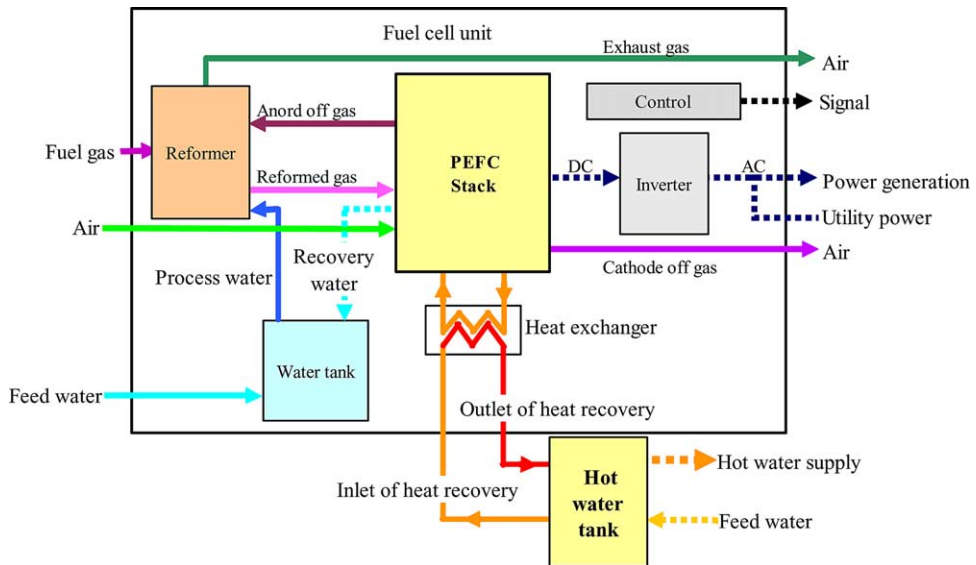 Fuel cell unit
Exhaust gas
Air
Anord off gas
Control
Signal
Fuel gas
Reformer
PEFC
Stack
DC
Inverter
AC
Reformed gas
Power generation
Air
Utility power
Recovery
water
Process water
Cathode off gas
Air
Heat exchanger
Water tank
Feed water
Outlet of heat recovery
Hot
water
tank
Hot water supply
Inlet of heat recovery
Feed water